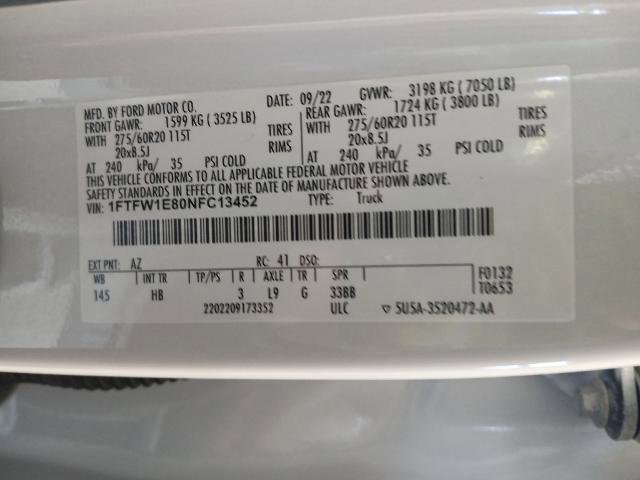 MFD. BY FORD MOTOR CO.
DATE: 09/22 GVWR: 3198 KG ( 7050 LB)
FRONT GAWR: 1599 KG ( 3525 LB) REAR GAWR: 1724 KG ( 3800 LB)
WITH 275/60R20 115T TIRES WITH 275/60R20 115T TIRES
20x8.5J RIMS 20x8.5J RIMS
AT 240 kPa/ 35 PSI COLD AT 240 kPa/ 35 PSI COLD
THIS VEHICLE CONFORMS TO ALL APPLICABLE FEDERAL MOTOR VEHICLE
SAFETY STANDARDS IN EFFECT ON THE DATE OF MANUFACTURE SHOWN ABOVE.
VIN: 1FTFW1E80NFC13452 TYPE: Truck
EXT PNT: AZ RC: 41 DSO: F0132
WB INT TR TP/PS R AXLE TR SPR T0653
145 HB 3 L9 G 33BB
2202209173352 ULC ▽ 5U5A-3520472-AA